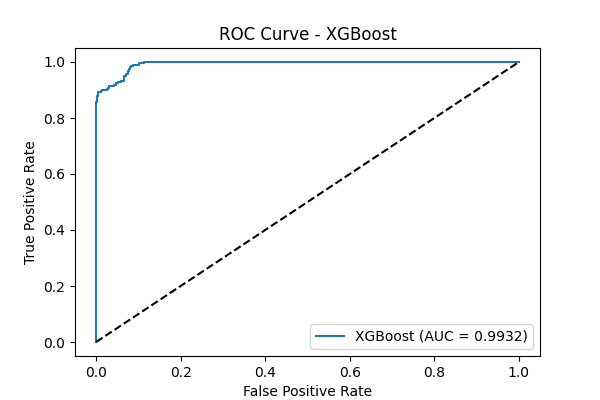 ROC Curve - XGBoost
1.0
0.8
0.6
0.4
0.2
0.0
True Positive Rate
XGBoost (AUC = 0.9932)
0.0 0.2 0.4 0.6 0.8 1.0
False Positive Rate